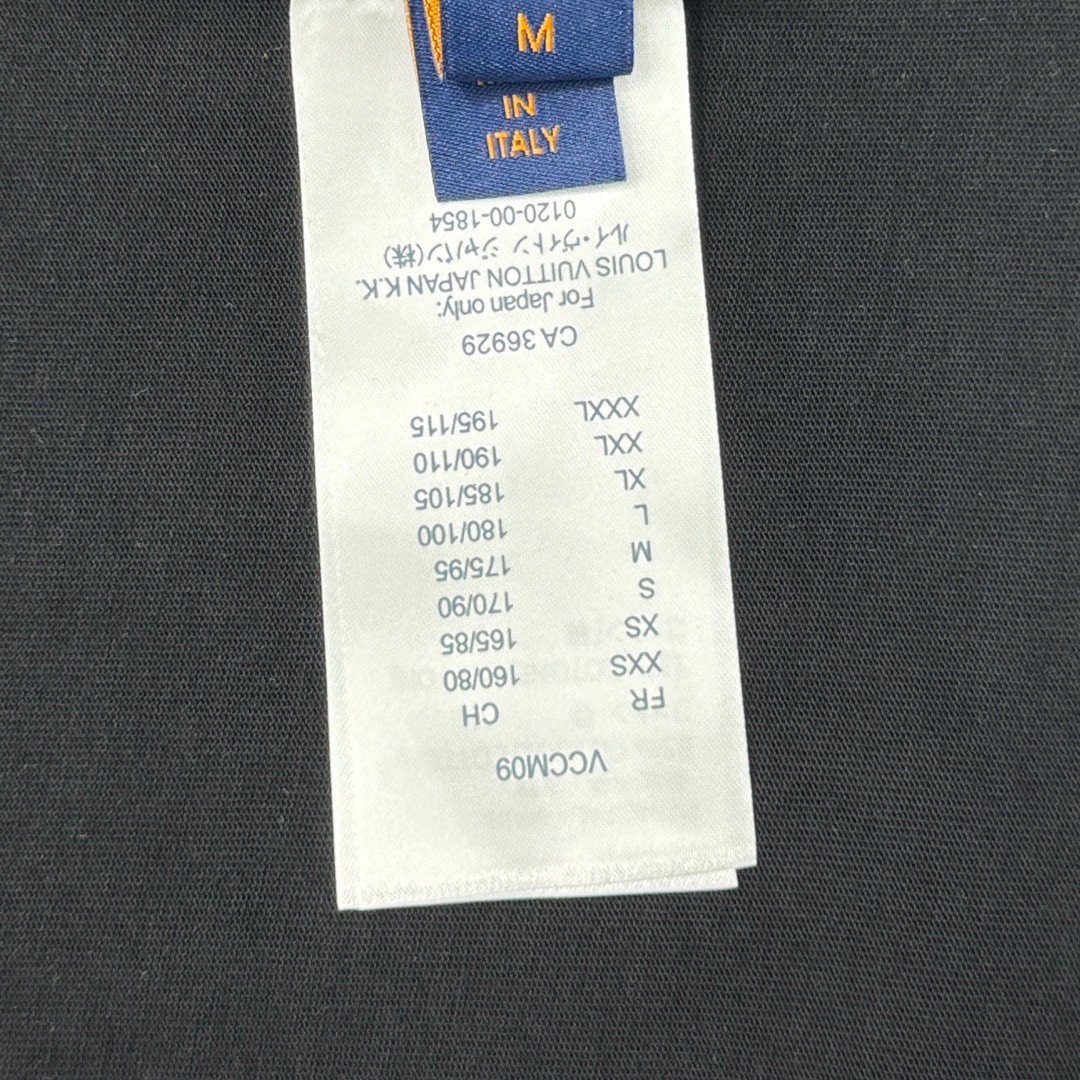 M
IN
ITALY
VCCM09
FR CH
XXS 160/80
XS 165/85
S 170/90
M 175/95
L 180/100
XL 185/105
XXL 190/110
XXXL 195/115
CA 36929
For Japan only:
LOUIS VUITTON JAPAN K.K.
ルイ・ヴィトン ジャパン(株)
0120-00-1854